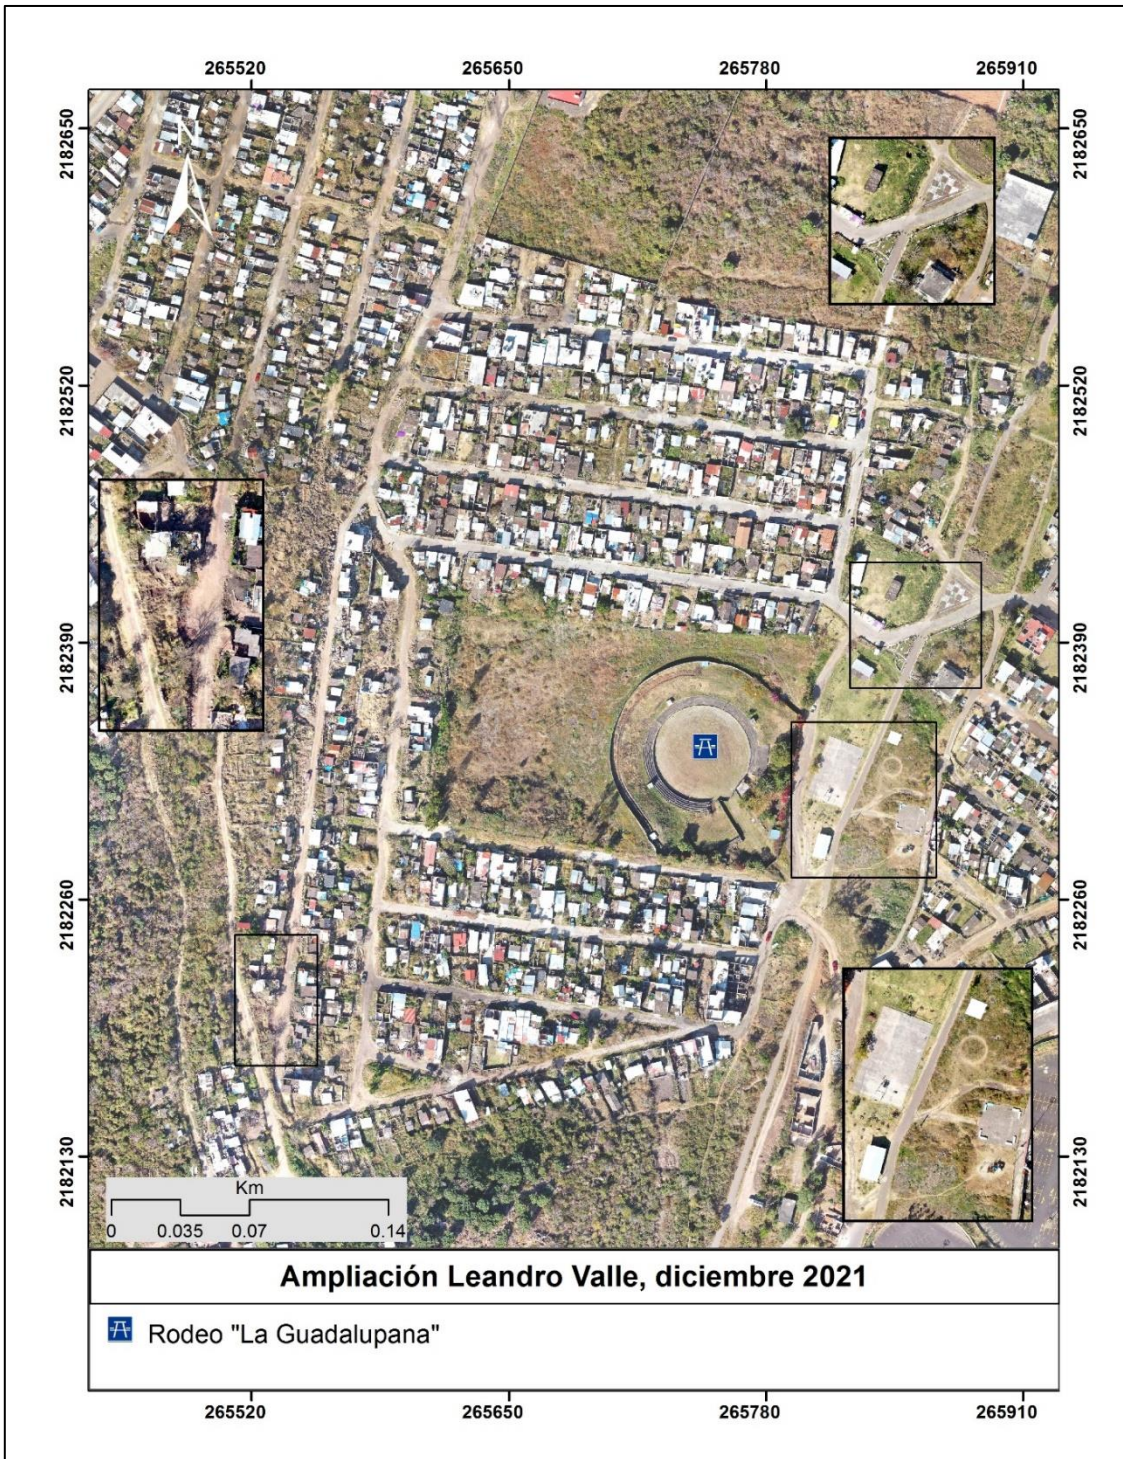 265520 265650 265780 265910
2182650 2182650
N
2182520 2182520
2182390 2182390
2182260 2182260
2182130 2182130
Km
0 0.035 0.07 0.14
Ampliación Leandro Valle, diciembre 2021
Rodeo "La Guadalupana"
265520 265650 265780 265910